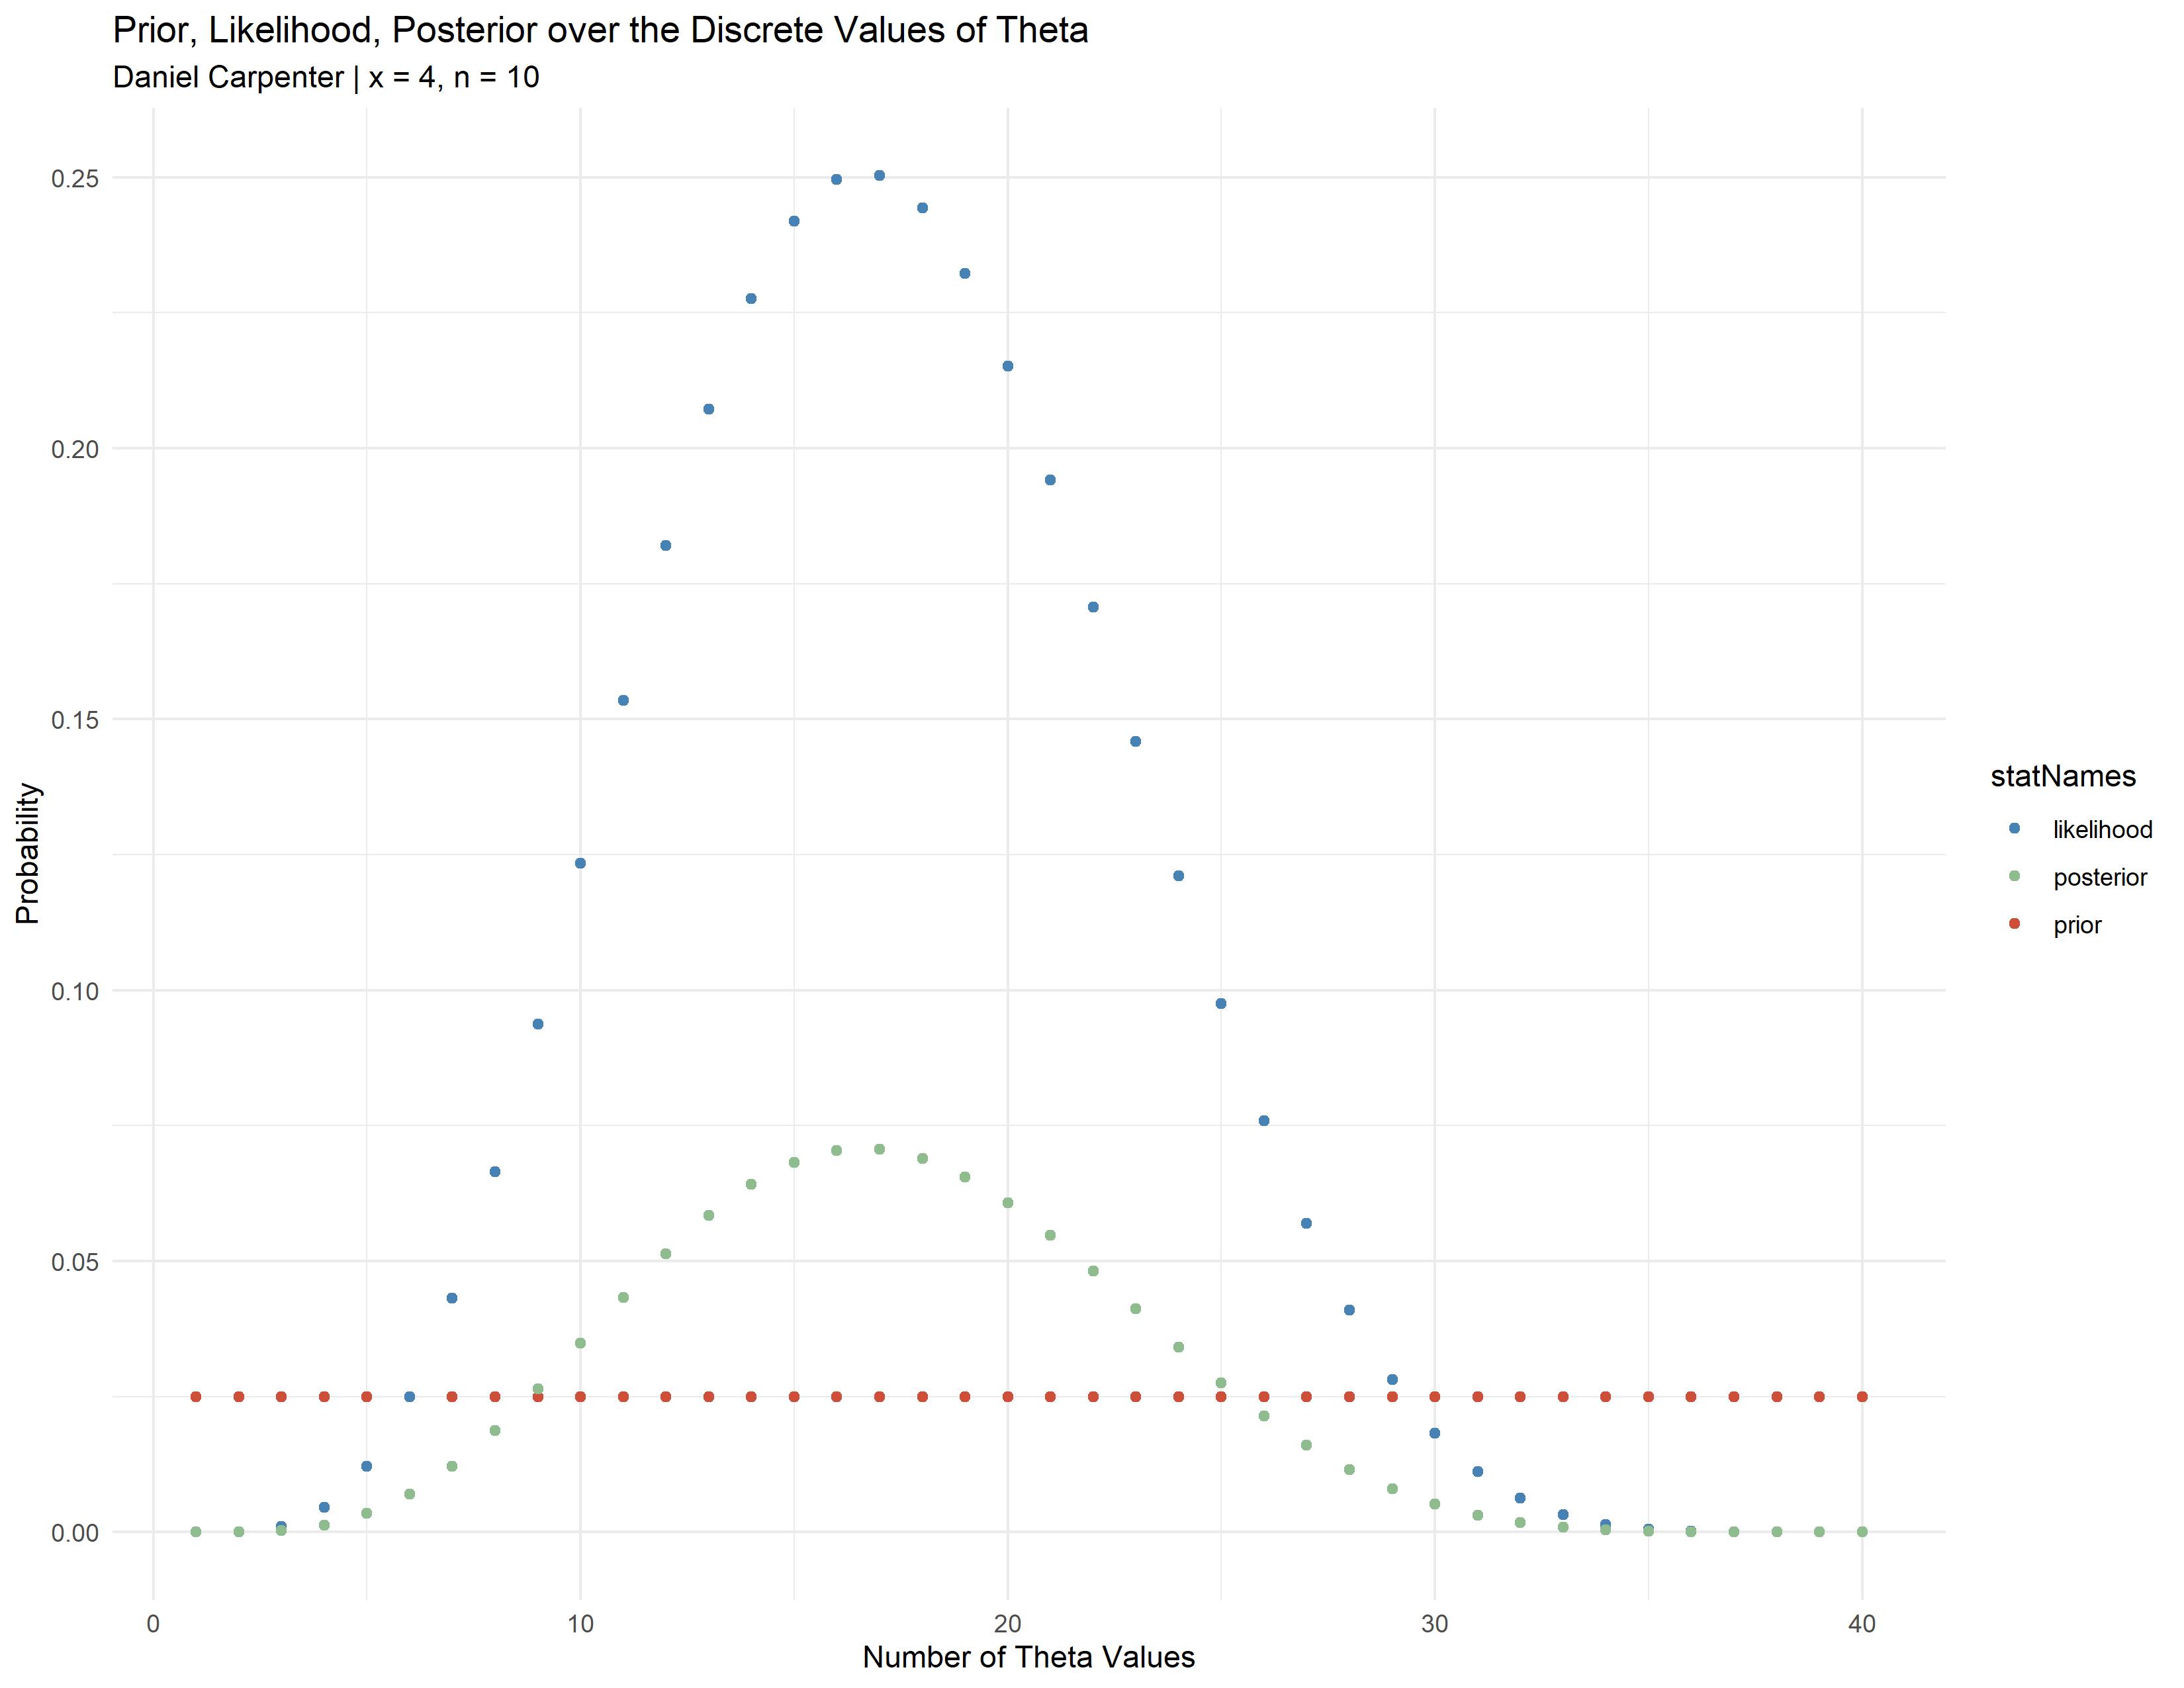 Prior, Likelihood, Posterior over the Discrete Values of Theta
Daniel Carpenter | x = 4, n = 10
0.25
0.20
0.15
0.10
0.05
0.00
Probability
0 10 20 30 40
Number of Theta Values
statNames
likelihood
posterior
prior